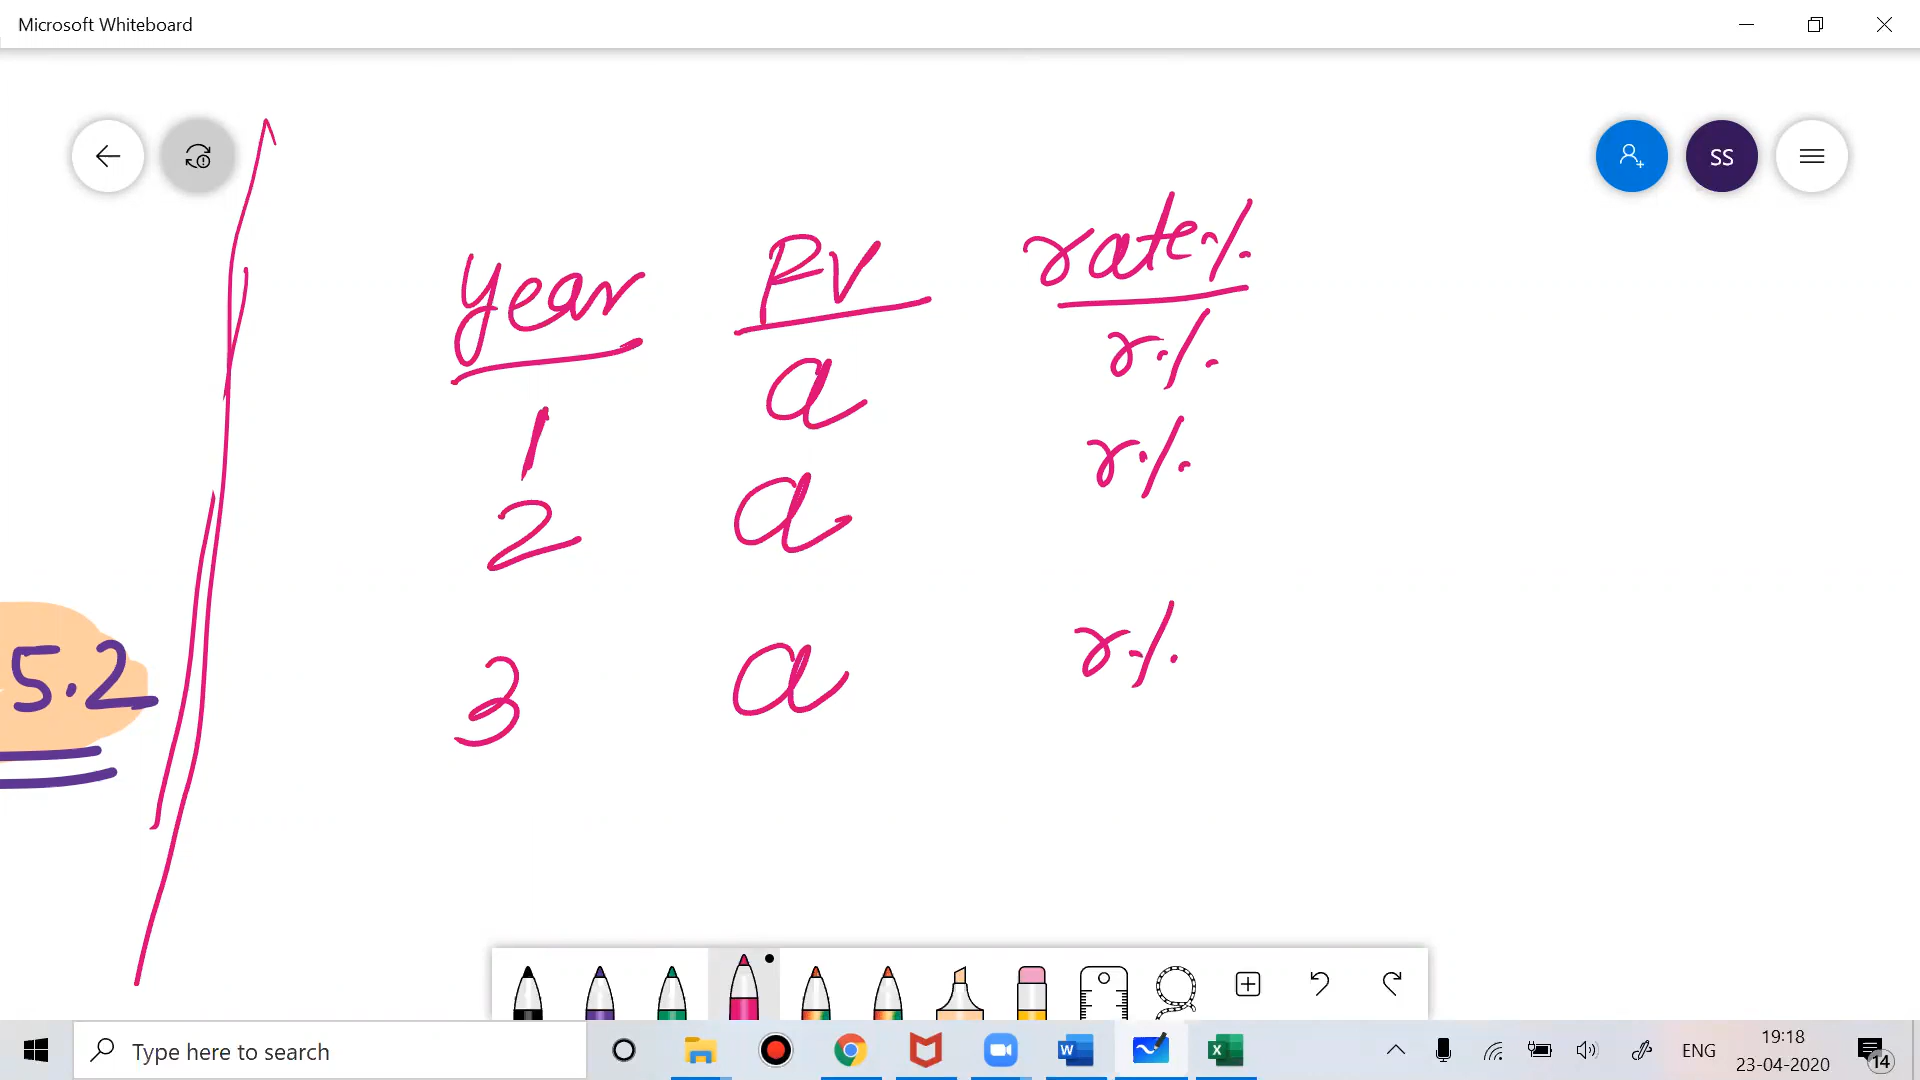 Microsoft Whiteboard
SS
year PV rate%
1 a r%
2 a r%
3 a r%
5.2
Type here to search
ENG
19:18
23-04-2020
14